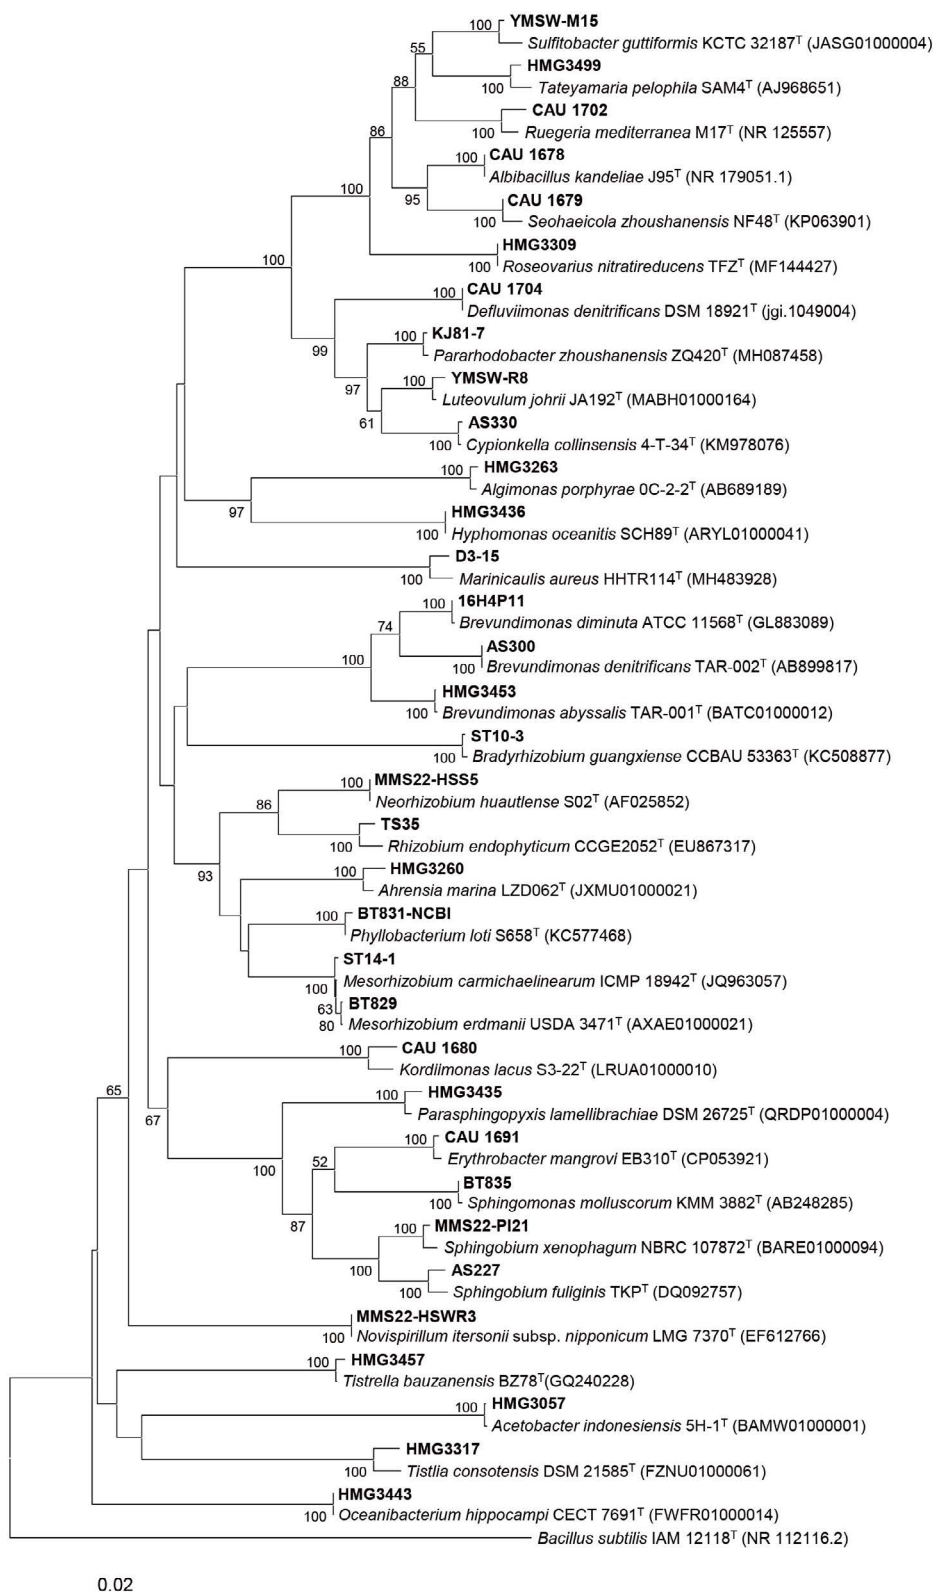 100
YMSW-M15
Sulfitobacter guttiformis KCTC 32187ᵀ (JASG01000004)
55
HMG3499
100
Tateyamaria pelophila SAM4ᵀ (AJ968651)
88
CAU 1702
100
Ruegeria mediterranea M17ᵀ (NR 125557)
86
100
CAU 1678
Albibacillus kandeliae J95ᵀ (NR 179051.1)
95
CAU 1679
100
Seohaeicola zhoushanensis NF48ᵀ (KP063901)
100
HMG3309
100
Roseovarius nitratireducens TFZᵀ (MF144427)
100
CAU 1704
100
Defluviimonas denitrificans DSM 18921ᵀ (jgi.1049004)
99
100
KJ81-7
Pararhodobacter zhoushanensis ZQ420ᵀ (MH087458)
97
100
YMSW-R8
Luteovulum johrii JA192ᵀ (MABH01000164)
61
AS330
100
Cypionkella collinsensis 4-T-34ᵀ (KM978076)
100
HMG3263
Algimonas porphyrae 0C-2-2ᵀ (AB689189)
97
HMG3436
100
Hyphomonas oceanitis SCH89ᵀ (ARYL01000041)
D3-15
100
Marinicaulis aureus HHTR114ᵀ (MH483928)
100
16H4P11
Brevundimonas diminuta ATCC 11568ᵀ (GL883089)
74
AS300
100
Brevundimonas denitrificans TAR-002ᵀ (AB899817)
100
HMG3453
100
Brevundimonas abyssalis TAR-001ᵀ (BATC01000012)
ST10-3
100
Bradyrhizobium guangxiense CCBAU 53363ᵀ (KC508877)
100
MMS22-HSS5
Neorhizobium huautlense S02ᵀ (AF025852)
86
TS35
100
Rhizobium endophyticum CCGE2052ᵀ (EU867317)
93
100
HMG3260
Ahrensia marina LZD062ᵀ (JXMU01000021)
100
BT831-NCBI
Phyllobacterium loti S658ᵀ (KC577468)
ST14-1
100
Mesorhizobium carmichaelinearum ICMP 18942ᵀ (JQ963057)
63
BT829
80
Mesorhizobium erdmanii USDA 3471ᵀ (AXAE01000021)
100
CAU 1680
Kordiimonas lacus S3-22ᵀ (LRUA01000010)
65
67
100
HMG3435
Parasphingopyxis lamellibrachiae DSM 26725ᵀ (QRDP01000004)
100
100
CAU 1691
Erythrobacter mangrovi EB310ᵀ (CP053921)
52
BT835
100
Sphingomonas molluscorum KMM 3882ᵀ (AB248285)
87
100
MMS22-PI21
Sphingobium xenophagum NBRC 107872ᵀ (BARE01000094)
100
AS227
100
Sphingobium fuliginis TKPᵀ (DQ092757)
MMS22-HSWR3
100
Novispirillum itersonii subsp. nipponicum LMG 7370ᵀ (EF612766)
100
HMG3457
Tistrella bauzanensis BZ78ᵀ(GQ240228)
100
HMG3057
Acetobacter indonesiensis 5H-1ᵀ (BAMW01000001)
HMG3317
100
Tistlia consotensis DSM 21585ᵀ (FZNU01000061)
HMG3443
100
Oceanibacterium hippocampi CECT 7691ᵀ (FWFR01000014)
Bacillus subtilis IAM 12118ᵀ (NR 112116.2)
0.02